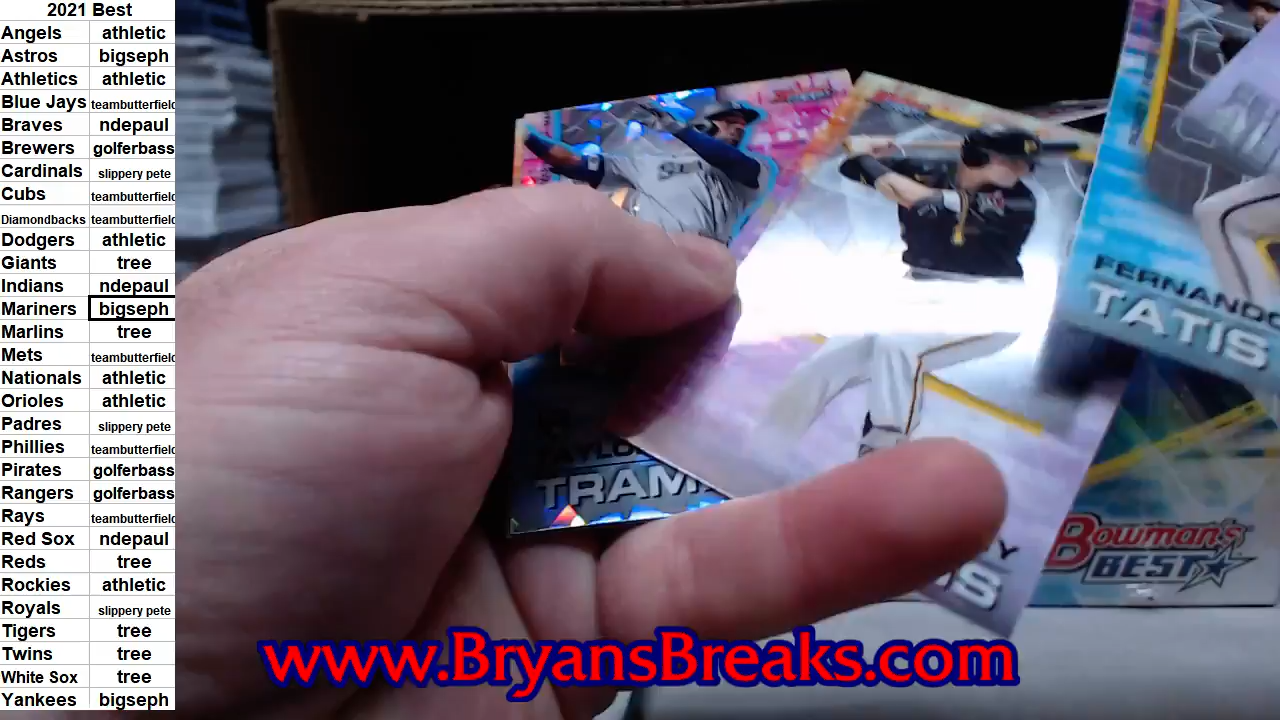 2021 Best
Angels athletic
Astros bigseph
Athletics athletic
Blue Jays teambutterfield
Braves ndepaul
Brewers golferbass
Cardinals slippery pete
Cubs teambutterfield
Diamondbacks teambutterfield
Dodgers athletic
Giants tree
Indians ndepaul
Mariners bigseph
Marlins tree
Mets teambutterfield
Nationals athletic
Orioles athletic
Padres slippery pete
Phillies teambutterfield
Pirates golferbass
Rangers golferbass
Rays teambutterfield
Red Sox ndepaul
Reds tree
Rockies athletic
Royals slippery pete
Tigers tree
Twins tree
White Sox tree
Yankees bigseph
FERNANDO
TATIS
TAYLO
TRAM
Y
IS
Bowman's
BEST
www.BryansBreaks.com